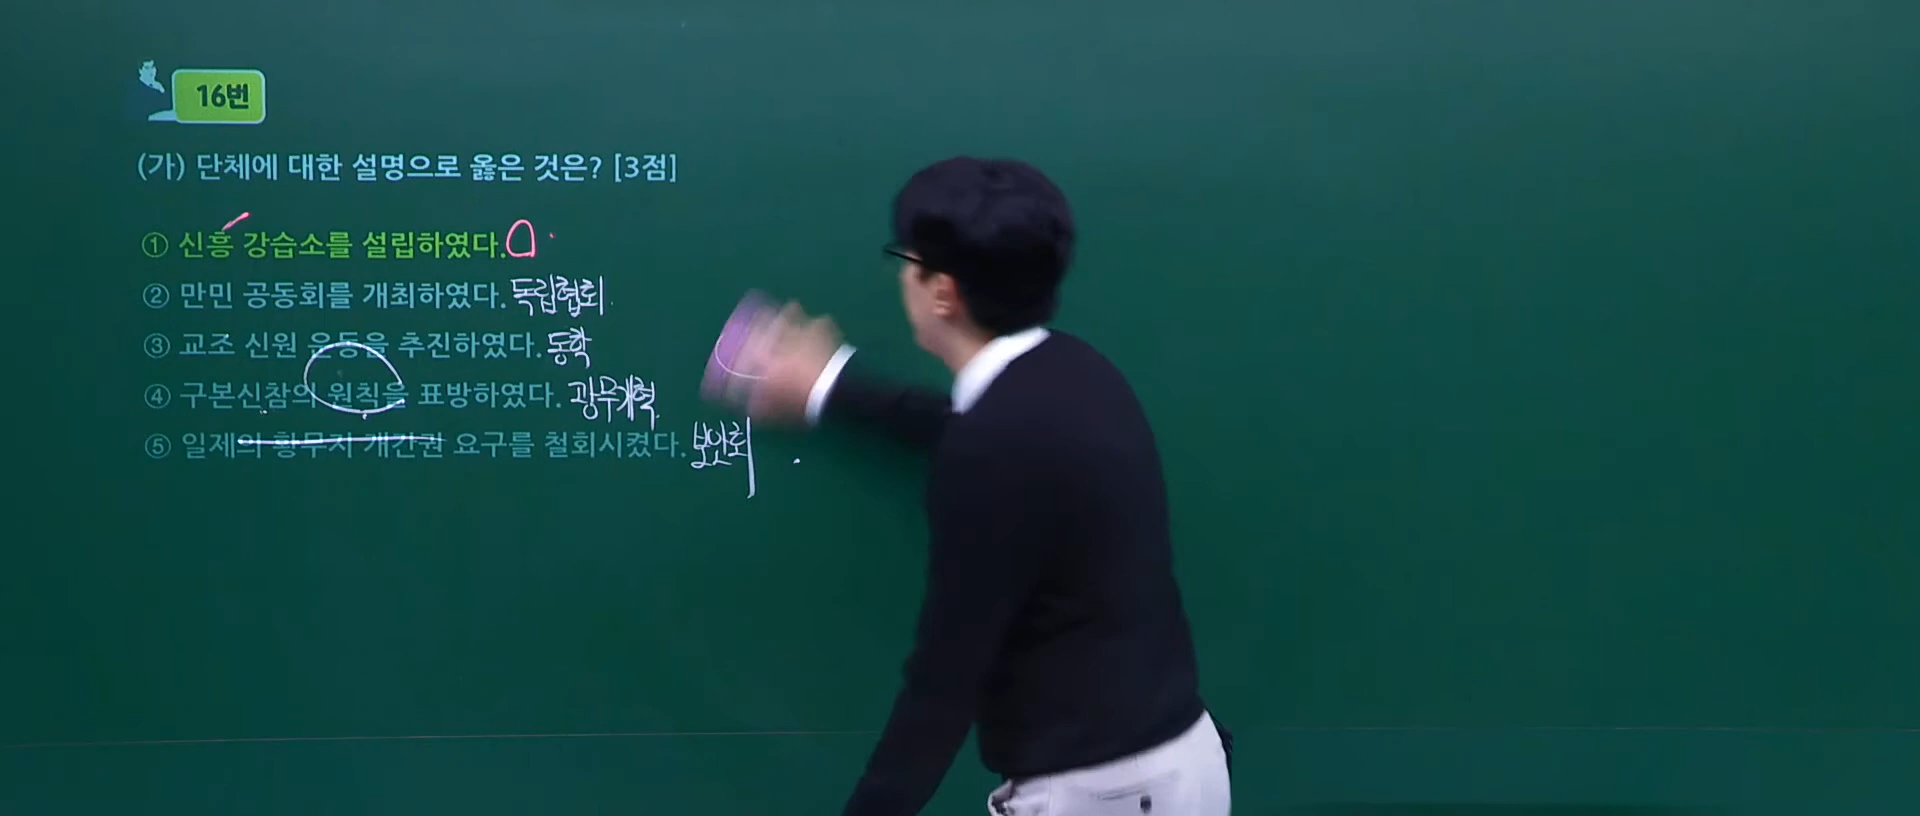 16번
(가) 단체에 대한 설명으로 옳은 것은? [3점]
① 신흥 강습소를 설립하였다.
② 만민 공동회를 개최하였다. 독립협회
③ 교조 신원 운동을 추진하였다. 동학
④ 구본신참의 원칙을 표방하였다. 광무개혁
⑤ 일제의 황무지 개간권 요구를 철회시켰다. 보안회